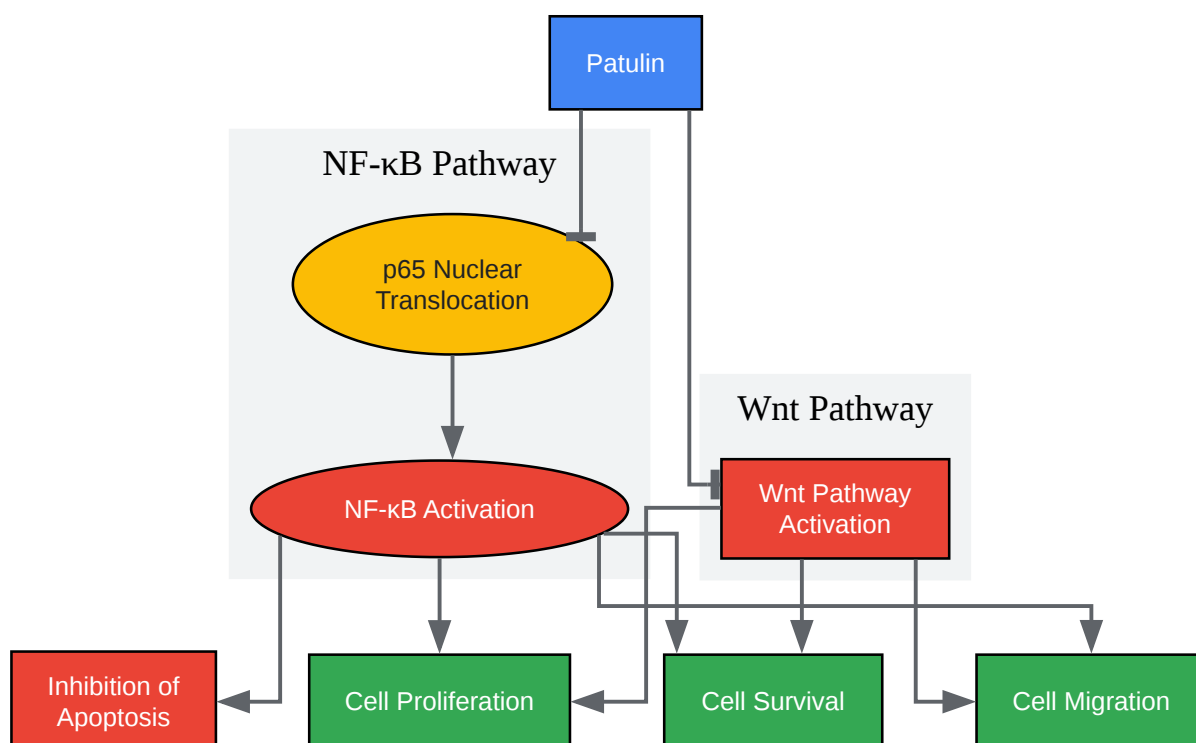 Patulin
NF-κB Pathway
p65 Nuclear
Translocation
Wnt Pathway
NF-κB Activation
Wnt Pathway
Activation
Inhibition of
Apoptosis
Cell Proliferation
Cell Survival
Cell Migration